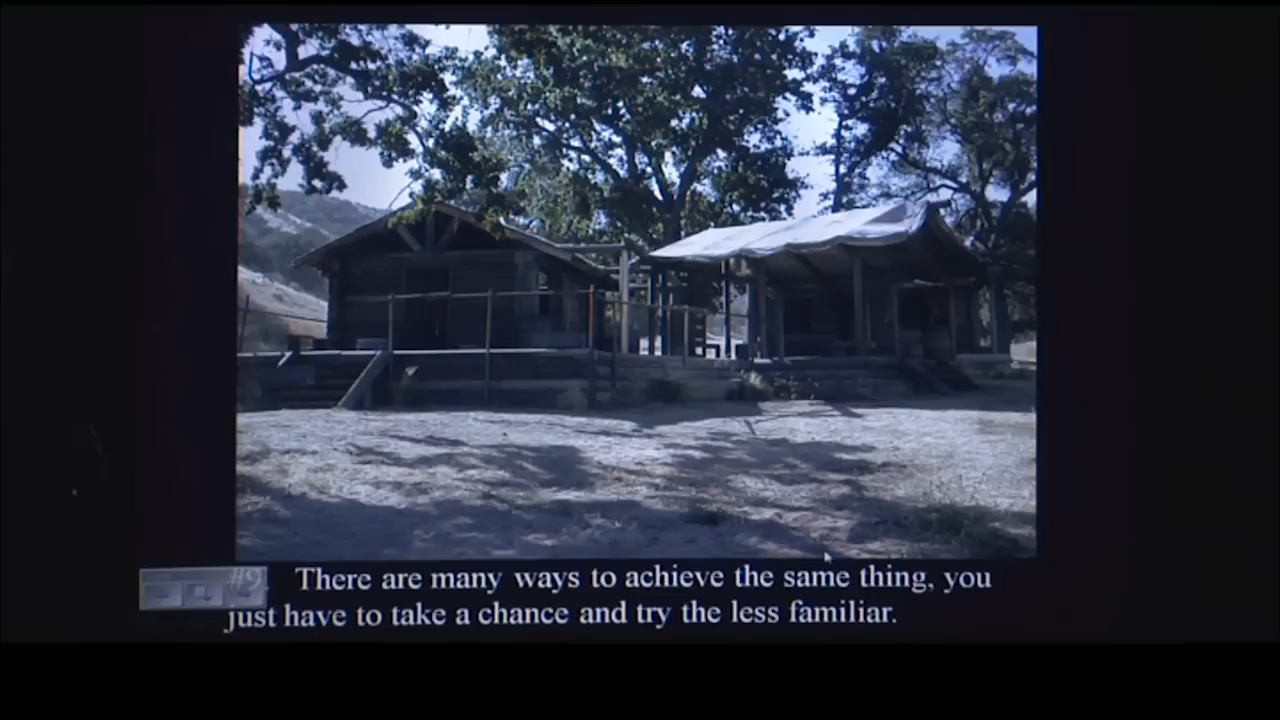 #9 There are many ways to achieve the same thing, you
just have to take a chance and try the less familiar.